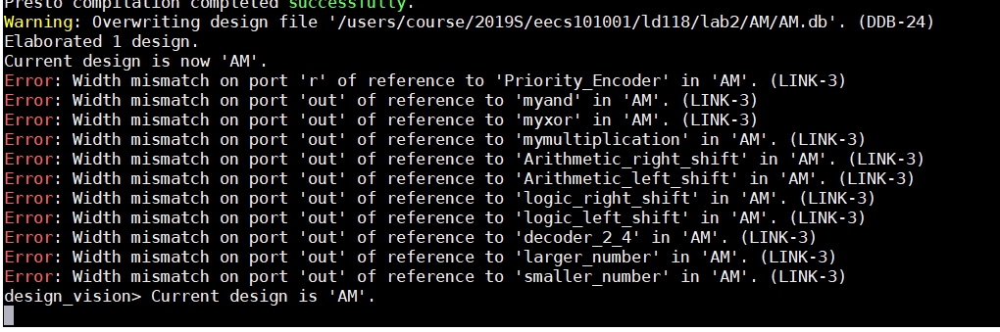 Presto compilation completed successfully.
Warning: Overwriting design file '/users/course/2019S/eecs101001/ld118/lab2/AM/AM.db'. (DDB-24)
Elaborated 1 design.
Current design is now 'AM'.
Error: Width mismatch on port 'r' of reference to 'Priority_Encoder' in 'AM'. (LINK-3)
Error: Width mismatch on port 'out' of reference to 'myand' in 'AM'. (LINK-3)
Error: Width mismatch on port 'out' of reference to 'myxor' in 'AM'. (LINK-3)
Error: Width mismatch on port 'out' of reference to 'mymultiplication' in 'AM'. (LINK-3)
Error: Width mismatch on port 'out' of reference to 'Arithmetic_right_shift' in 'AM'. (LINK-3)
Error: Width mismatch on port 'out' of reference to 'Arithmetic_left_shift' in 'AM'. (LINK-3)
Error: Width mismatch on port 'out' of reference to 'logic_right_shift' in 'AM'. (LINK-3)
Error: Width mismatch on port 'out' of reference to 'logic_left_shift' in 'AM'. (LINK-3)
Error: Width mismatch on port 'out' of reference to 'decoder_2_4' in 'AM'. (LINK-3)
Error: Width mismatch on port 'out' of reference to 'larger_number' in 'AM'. (LINK-3)
Error: Width mismatch on port 'out' of reference to 'smaller_number' in 'AM'. (LINK-3)
design_vision> Current design is 'AM'.